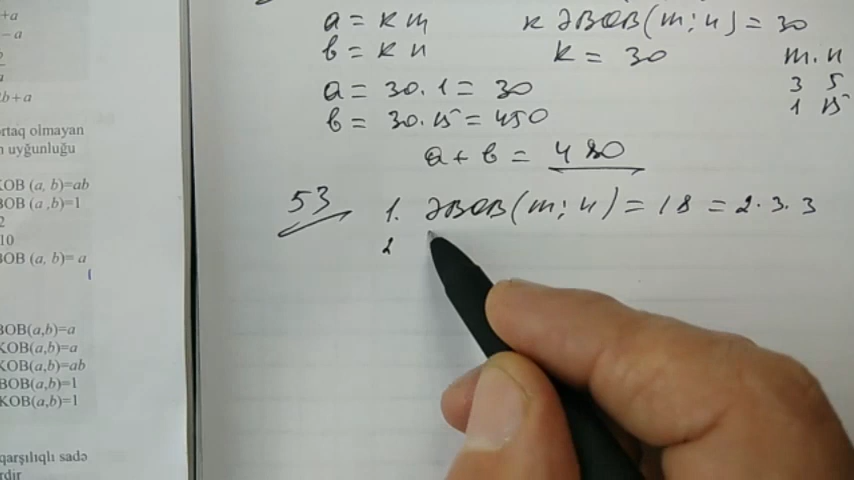 +a
- a
b+a
rtaq olmayan
n uyğunluğu
KOB (a, b)=ab
BOB (a ,b)=1
2
10
BOB (a, b)= a
BOB(a,b)=a
KOB(a,b)=a
KOB(a,b)=ab
BOB(a,b)=1
KOB(a,b)=1
qarşılıqlı sadə
rdir
a = k m
k ƏBOB(m; n) = 30
b = k n
k = 30
m. n
3 5
1 15
a = 30. 1 = 30
b = 30. 15 = 450
a + b = 480
53 1. ƏBOB(m; n) = 18 = 2. 3. 3
2